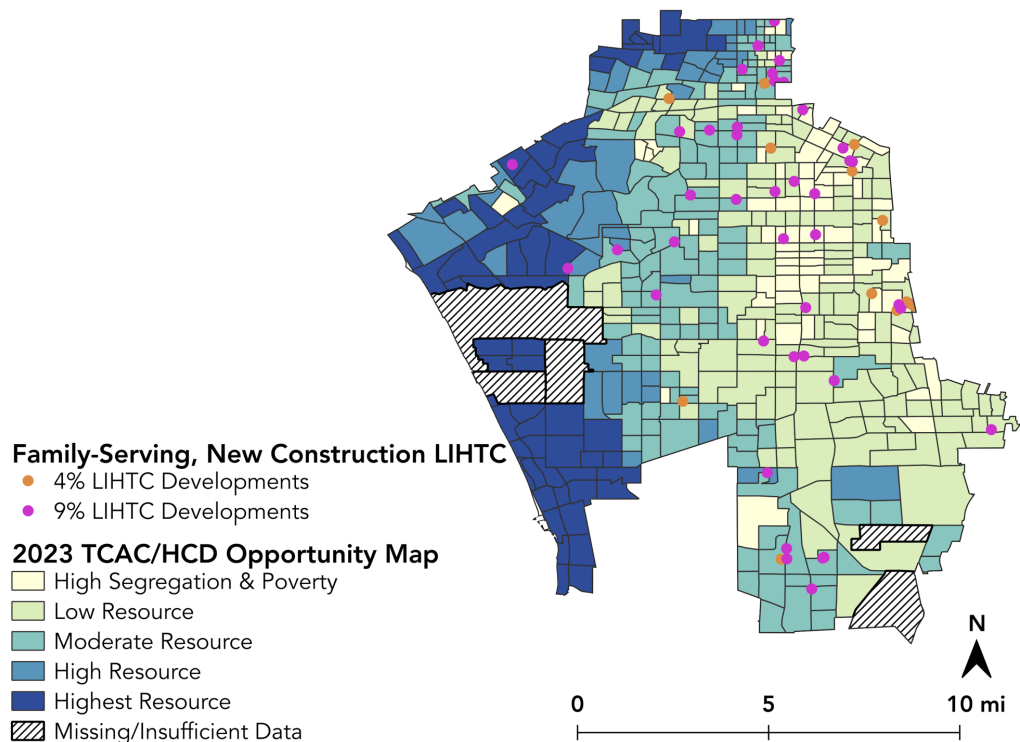 Family-Serving, New Construction LIHTC
4% LIHTC Developments
9% LIHTC Developments
2023 TCAC/HCD Opportunity Map
High Segregation & Poverty
Low Resource
Moderate Resource
High Resource
Highest Resource
Missing/Insufficient Data
N
0 5 10 mi